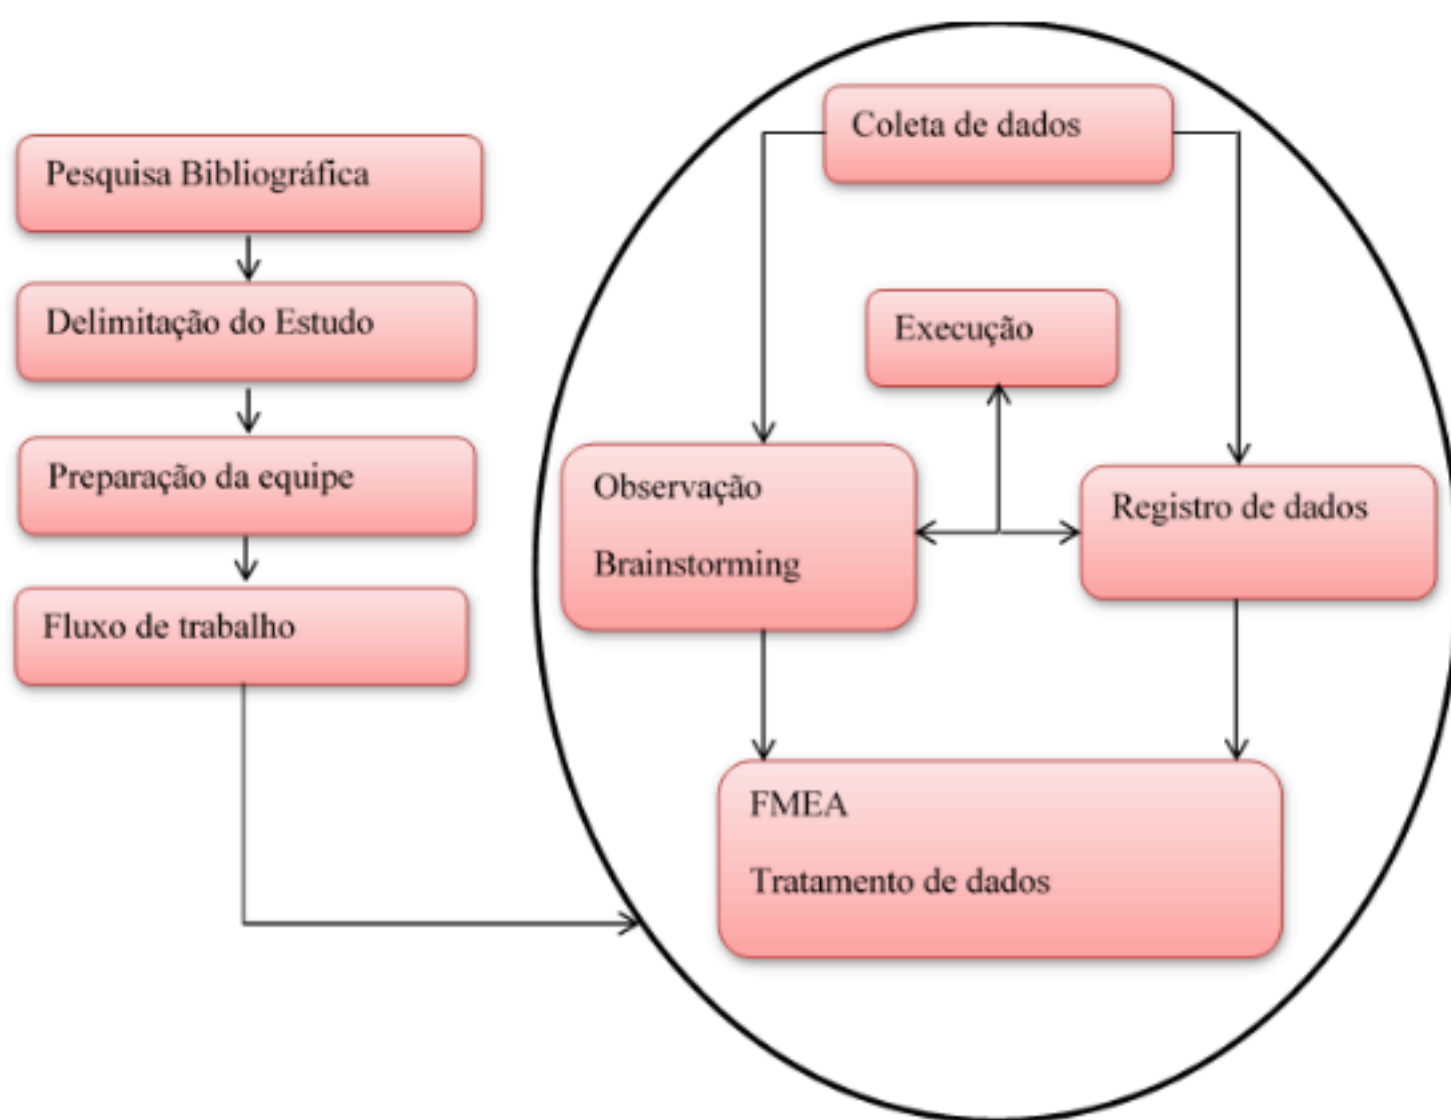 Pesquisa Bibliográfica
Delimitação do Estudo
Preparação da equipe
Fluxo de trabalho
Coleta de dados
Execução
Observação
Brainstorming
Registro de dados
FMEA
Tratamento de dados